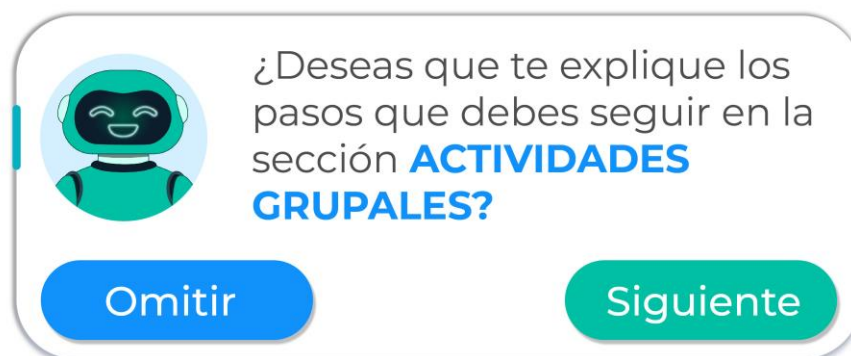 ¿Deseas que te explique los
pasos que debes seguir en la
sección ACTIVIDADES
GRUPALES?
Omitir
Siguiente